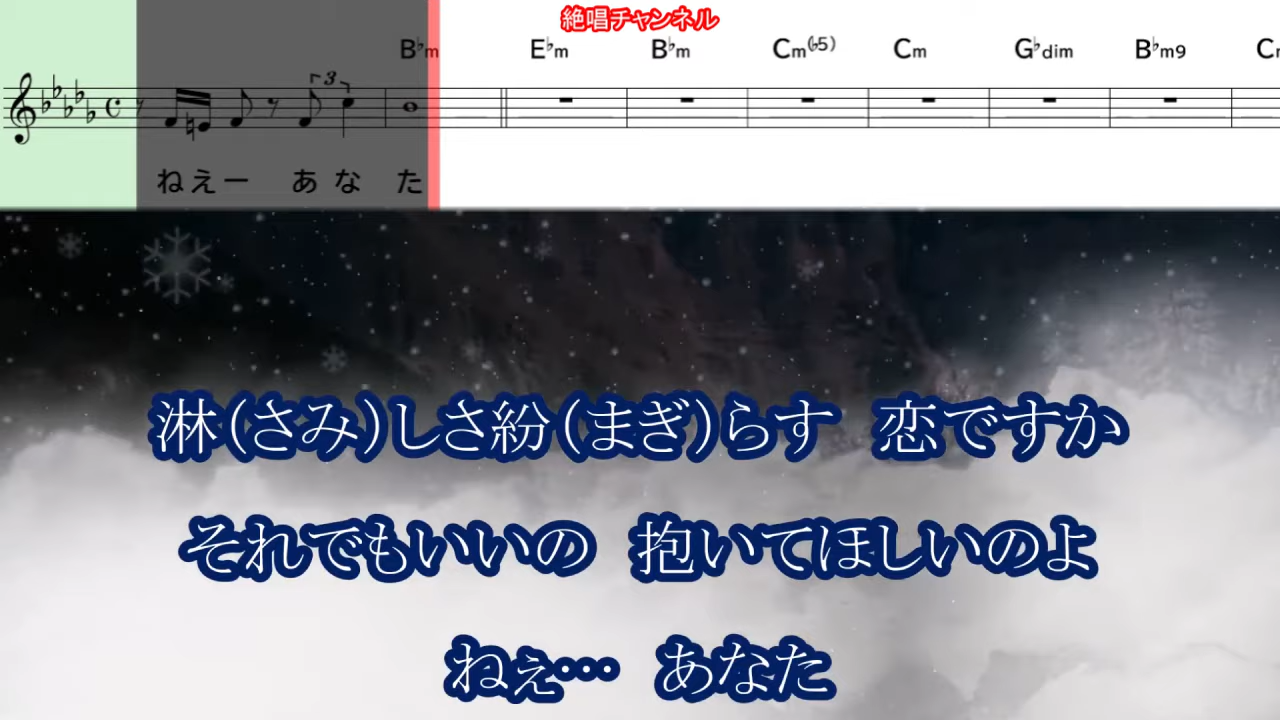 絶唱チャンネル
B♭m E♭m B♭m Cm(♭5) Cm G♭dim B♭m9
3
ねえー あなた
淋(さみ)しさ紛(まぎ)らす 恋ですか
それでもいいの 抱いてほしいのよ
ねぇ… あなた